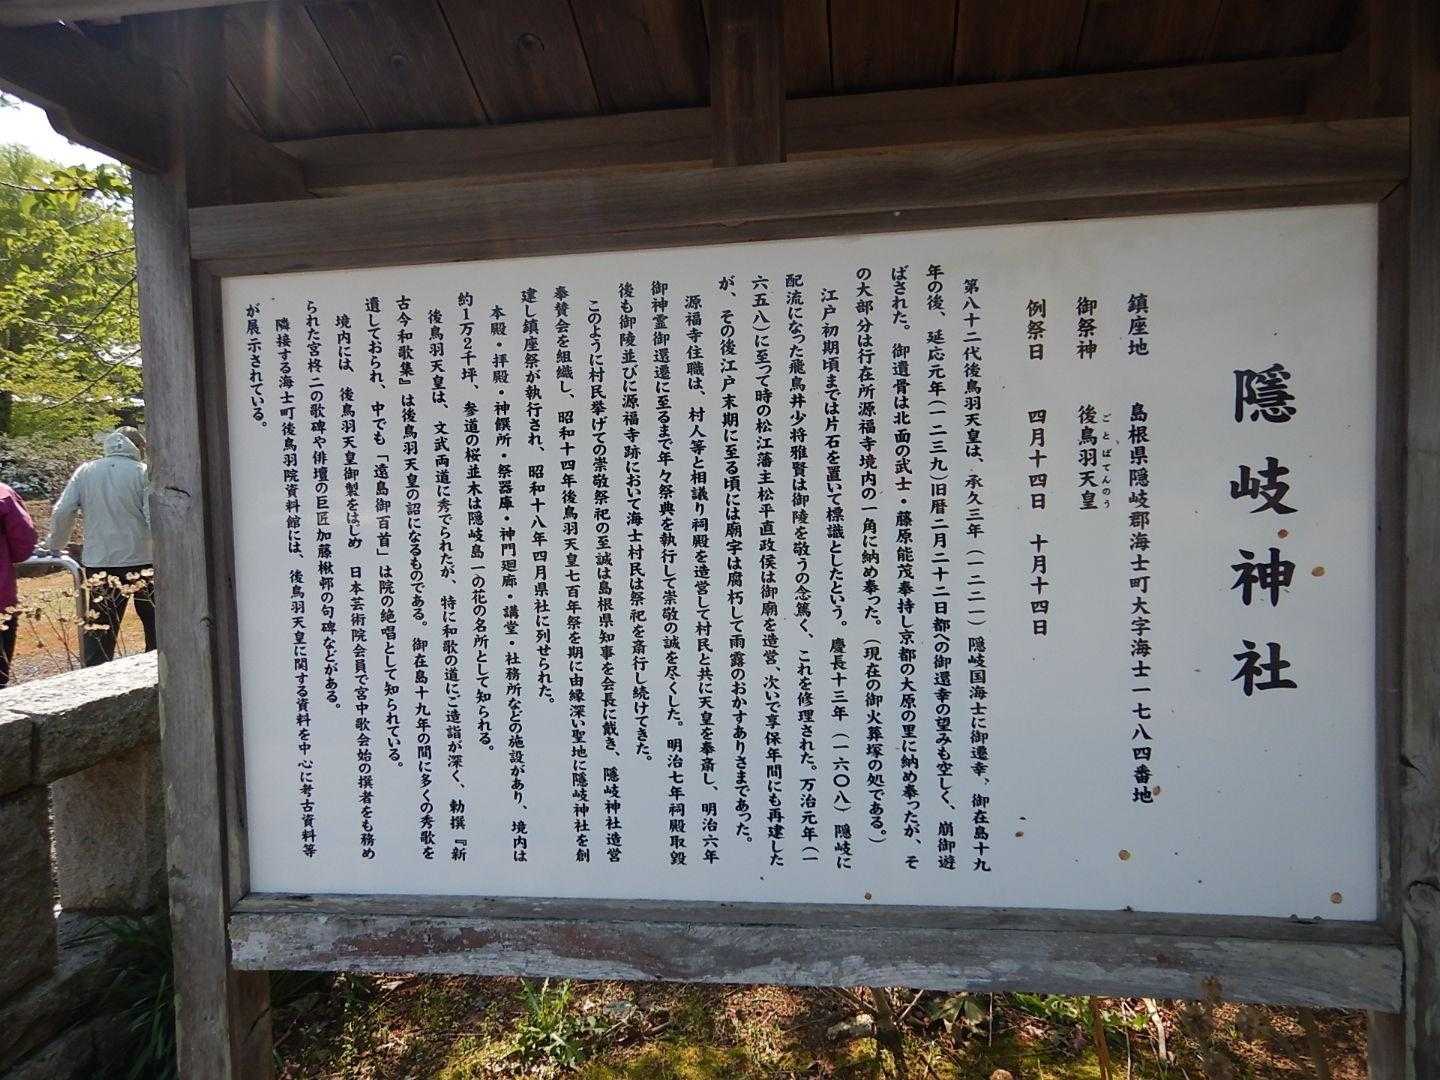 隠岐神社
鎮座地　島根県隠岐郡海士町大字海士一七八四番地
御祭神　後鳥羽天皇
ごとばてんのう
例祭日　四月十四日　十月十四日
第八十二代後鳥羽天皇は、承久三年（一二二一）隠岐国海士に御遷幸、御在島十九
年の後、延応元年（一二三九）旧暦二月二十二日都への御還幸の望みも空しく、崩御遊
ばされた。御遺骨は北面の武士・藤原能茂奉持し京都の大原の里に納め奉ったが、そ
の大部分は行在所源福寺境内の一角に納め奉った。（現在の御火葬塚の処である。）
江戸初期頃までは片石を置いて標識としたという。慶長十三年（一六〇八）隠岐に
配流になった飛鳥井少将雅賢は御陵を敬うの念篤く、これを修理された。万治元年（一
六五八）に至って時の松江藩主松平直政侯は御廟を造営、次いで享保年間にも再建した
が、その後江戸末期に至る頃には廟宇は腐朽して雨露のおかすありさまであった。
源福寺住職は、村人等と相議り祠殿を造営して村民と共に天皇を奉斎し、明治六年
御神霊御還遷に至るまで年々祭典を執行して崇敬の誠を尽くした。明治七年祠殿取毀
後も御陵並びに源福寺跡において海士村民は祭祀を斎行し続けてきた。
このように村民挙げての崇敬祭祀の至誠は島根県知事を会長に戴き、隠岐神社造営
奉賛会を組織し、昭和十四年後鳥羽天皇七百年祭を期に由縁深い聖地に隠岐神社を創
建し鎮座祭が執行され、昭和十八年四月県社に列せられた。
本殿・拝殿・神饌所・祭器庫・神門廻廊・講堂・社務所などの施設があり、境内は
約1万2千坪、参道の桜並木は隠岐島一の花の名所として知られる。
後鳥羽天皇は、文武両道に秀でられたが、特に和歌の道にご造詣が深く、勅撰『新
古今和歌集』は後鳥羽天皇の詔になるものである。御在島十九年の間に多くの秀歌を
遺しておられ、中でも「遠島御百首」は院の絶唱として知られている。
境内には、後鳥羽天皇御製をはじめ　日本芸術院会員で宮中歌会始の撰者をも務め
られた宮柊二の歌碑や俳壇の巨匠加藤楸邨の句碑などがある。
隣接する海士町後鳥羽院資料館には、後鳥羽天皇に関する資料を中心に考古資料等
が展示されている。